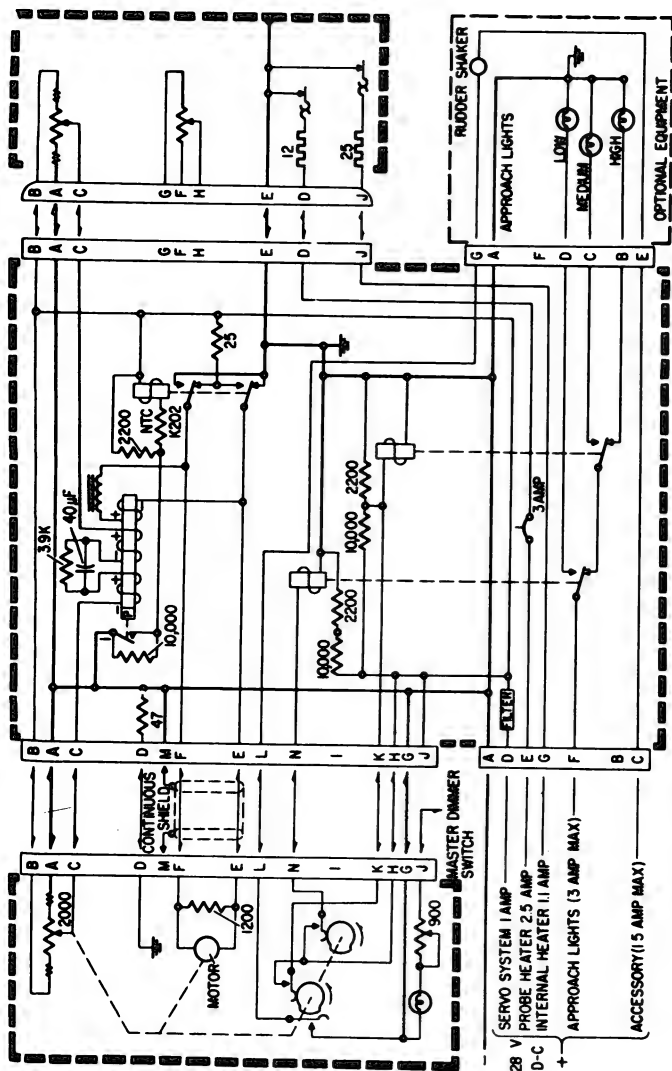 B
A
C
2000
D
M
F
E
L
N
I
K
H
G
J
MOTOR
1200
900
CONTINUOUS
SHIELD
MASTER DIMMER
SWITCH
B
A
C
D
M
F
E
L
N
I
K
H
G
J
47
10,000
I
P
3.9K
40 µF
- + - + - +
2200
NTC
K202
25
10,000
2200
10,000
2200
3 AMP
FILTER
B
A
C
G
F
H
E
D
J
B
A
C
G
F
H
E
D
J
12
25
28 V
D-C
+
-
SERVO SYSTEM 1 AMP
PROBE HEATER 2.5 AMP
INTERNAL HEATER 1.1 AMP
APPROACH LIGHTS (3 AMP MAX)
ACCESSORY (15 AMP MAX)
A
D
E
G
F
B
C
G
A
F
D
C
B
E
RUDDER SHAKER
APPROACH LIGHTS
LOW
MEDIUM
HIGH
OPTIONAL EQUIPMENT